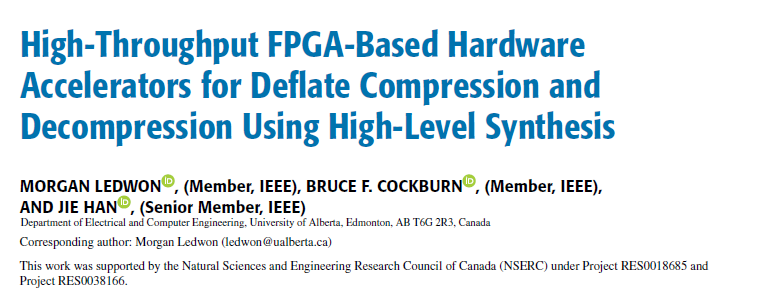 High-Throughput FPGA-Based Hardware
Accelerators for Deflate Compression and
Decompression Using High-Level Synthesis
MORGAN LEDWON iD, (Member, IEEE), BRUCE F. COCKBURN iD, (Member, IEEE),
AND JIE HAN iD, (Senior Member, IEEE)
Department of Electrical and Computer Engineering, University of Alberta, Edmonton, AB T6G 2R3, Canada
Corresponding author: Morgan Ledwon (ledwon@ualberta.ca)
This work was supported by the Natural Sciences and Engineering Research Council of Canada (NSERC) under Project RES0018685 and
Project RES0038166.